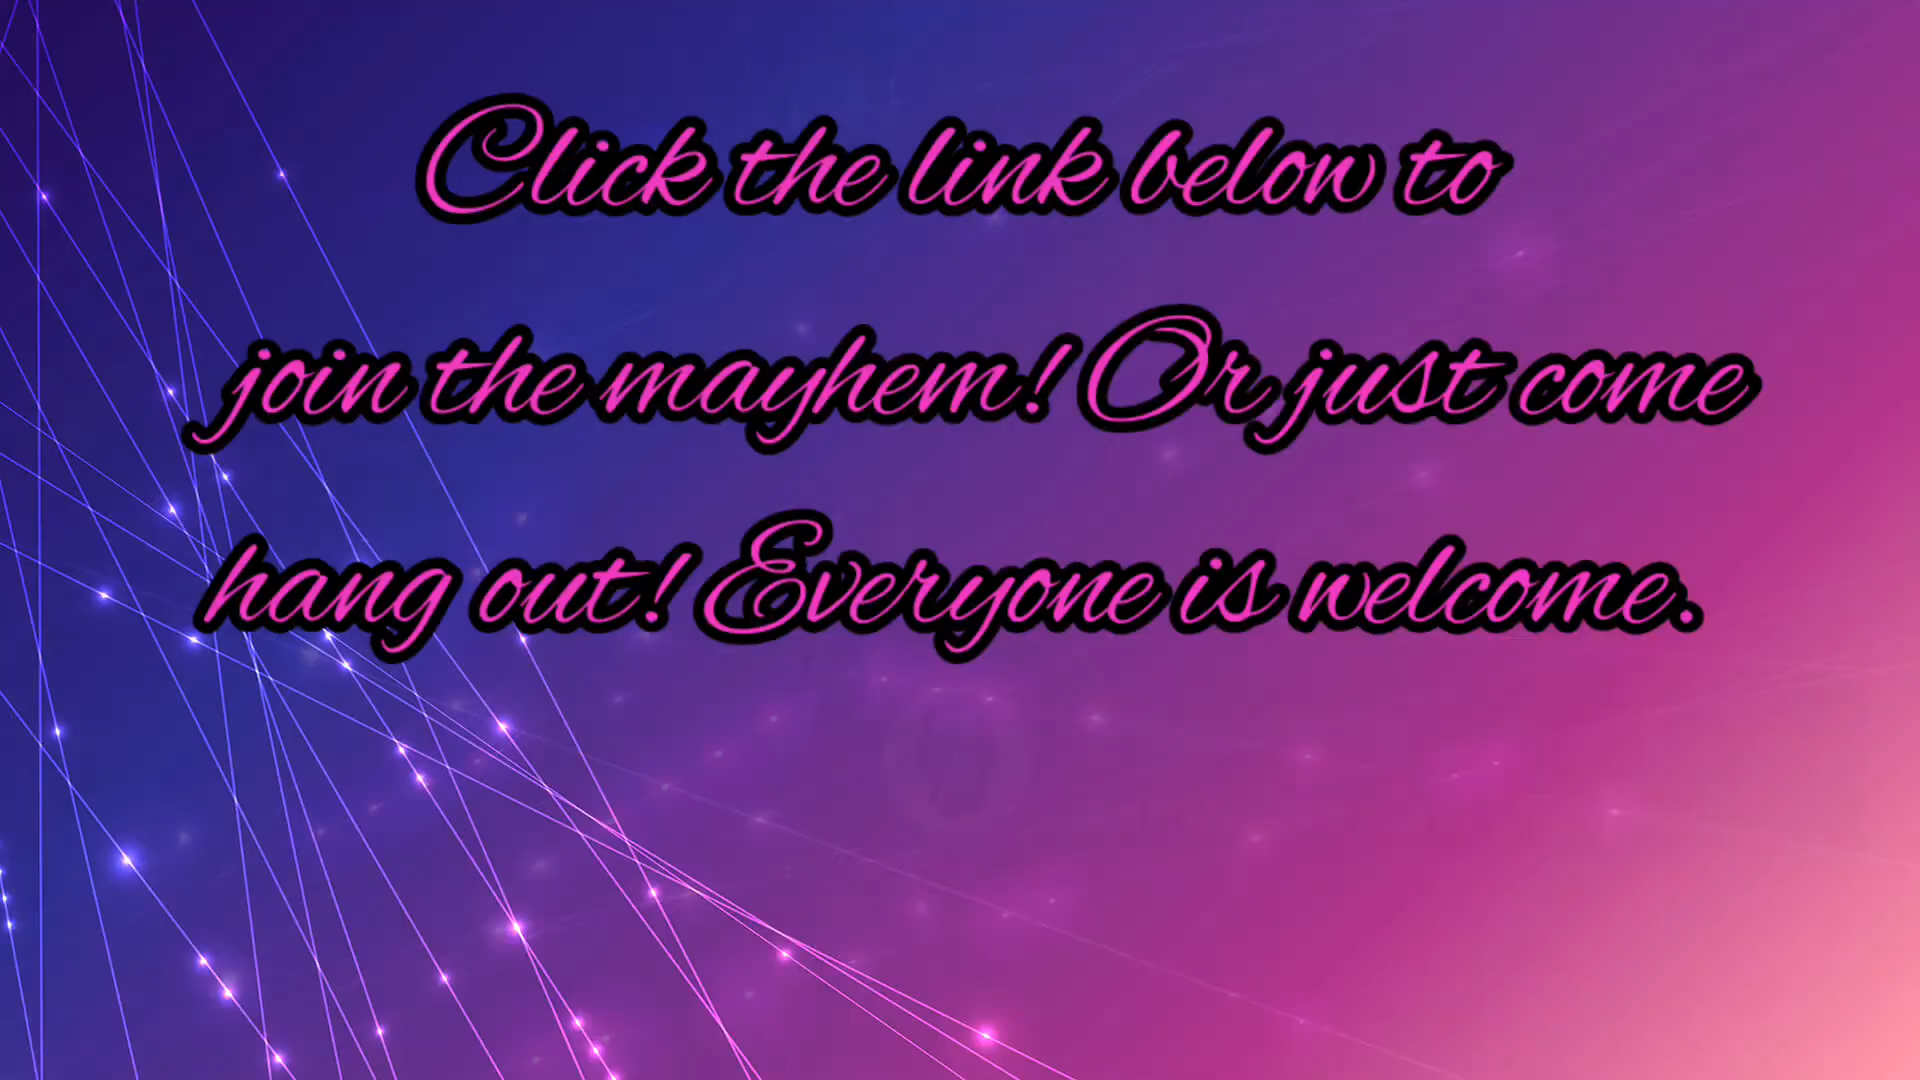 Click the link below to
join the mayhem! Or just come
hang out! Everyone is welcome.